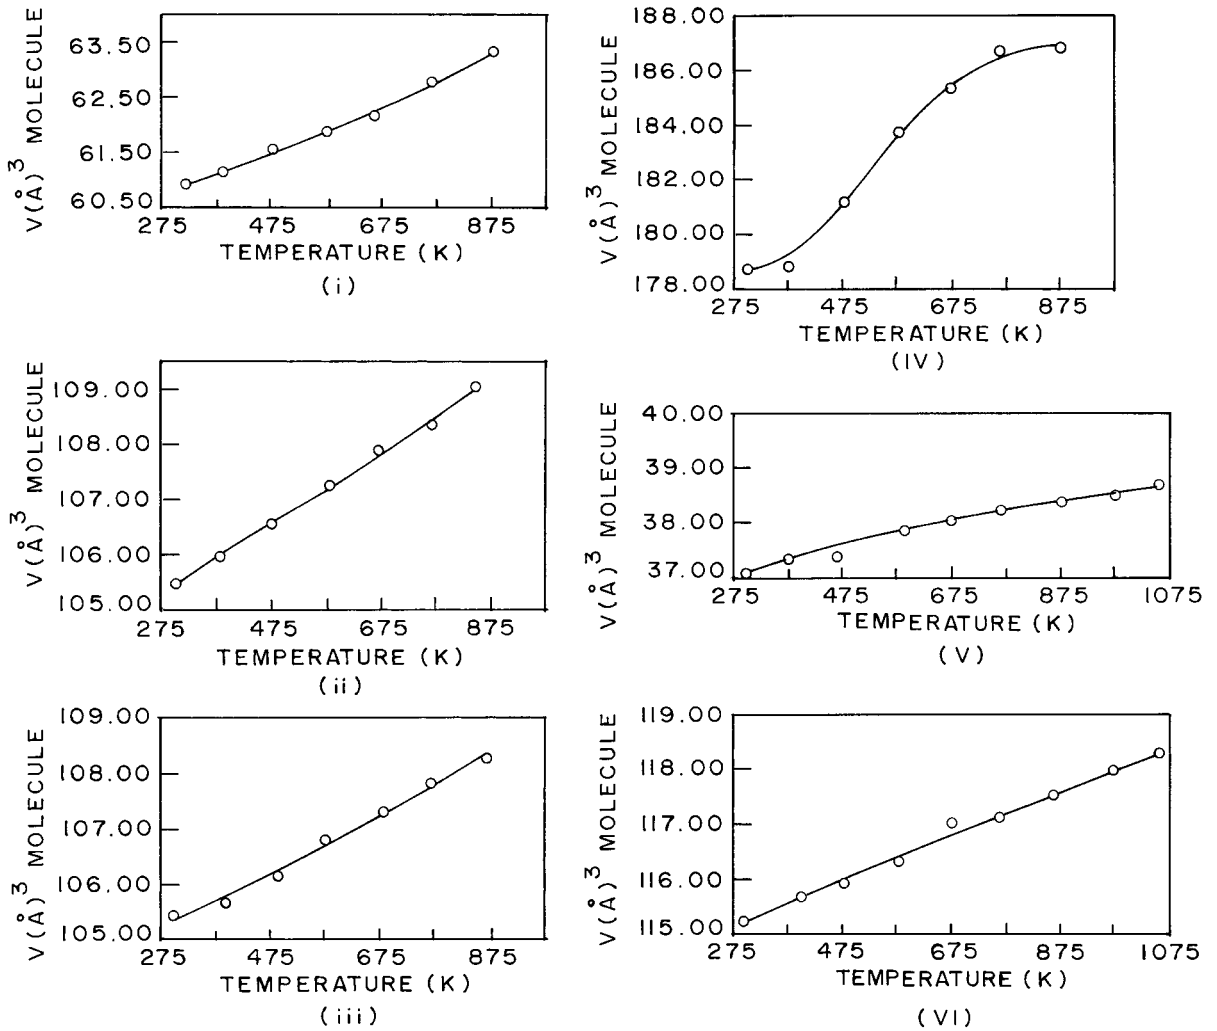 V(Å)³ MOLECULE
63.50
62.50
61.50
60.50
275 475 675 875
TEMPERATURE (K)
(i)
V(Å)³ MOLECULE
109.00
108.00
107.00
106.00
105.00
275 475 675 875
TEMPERATURE (K)
(ii)
V(Å)³ MOLECULE
109.00
108.00
107.00
106.00
105.00
275 475 675 875
TEMPERATURE (K)
(iii)
V(Å)³ MOLECULE
188.00
186.00
184.00
182.00
180.00
178.00
275 475 675 875
TEMPERATURE (K)
(IV)
V(Å)³ MOLECULE
40.00
39.00
38.00
37.00
275 475 675 875 1075
TEMPERATURE (K)
(V)
V(Å)³ MOLECULE
119.00
118.00
117.00
116.00
115.00
275 475 675 875 1075
TEMPERATURE (K)
(VI)